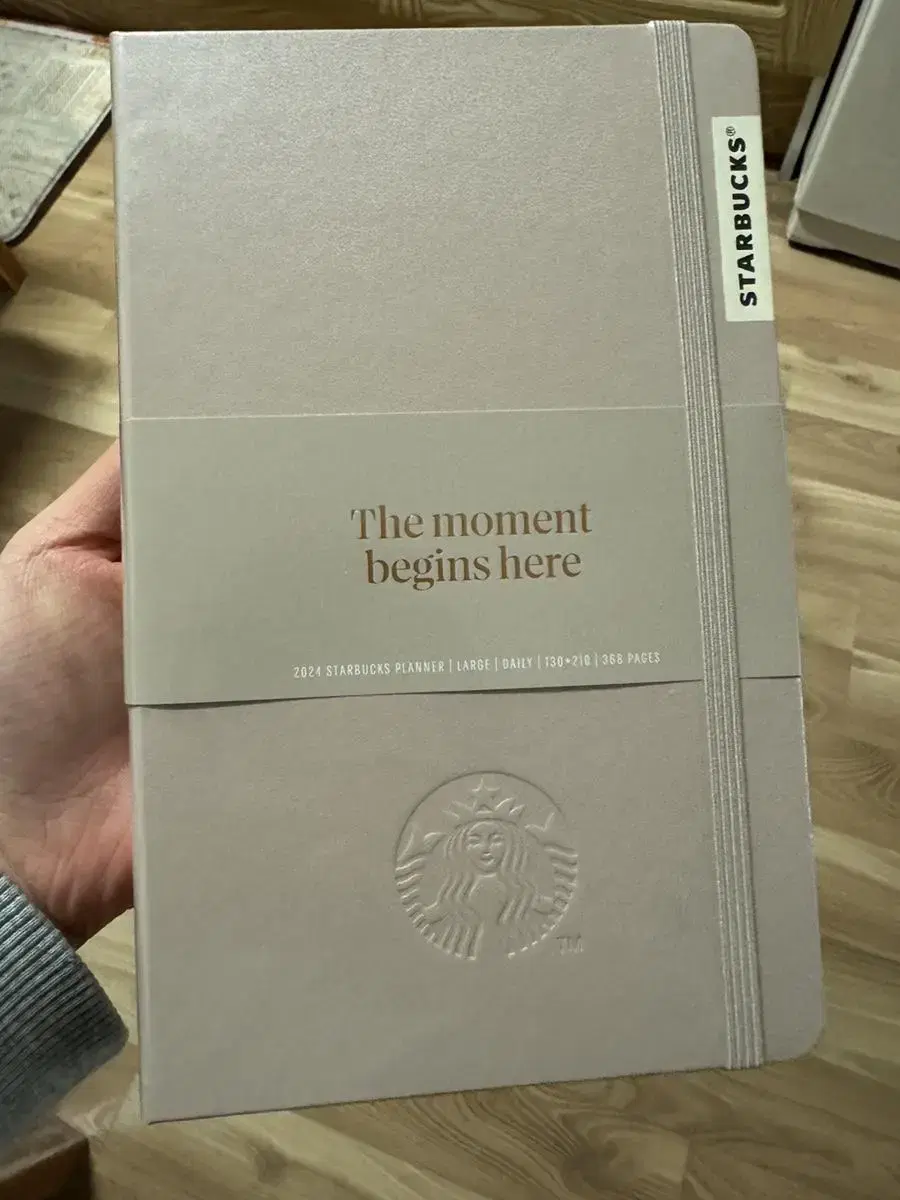 STARBUCKS®
The moment
begins here
2024 STARBUCKS PLANNER | LARGE | DAILY | 130*210 | 368 PAGES
TM